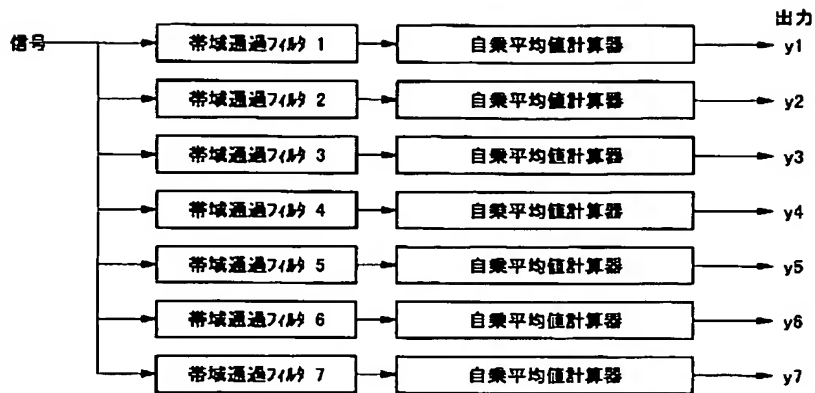 出力
信号 帯域通過フィルタ 1 自乗平均値計算器 y1
帯域通過フィルタ 2 自乗平均値計算器 y2
帯域通過フィルタ 3 自乗平均値計算器 y3
帯域通過フィルタ 4 自乗平均値計算器 y4
帯域通過フィルタ 5 自乗平均値計算器 y5
帯域通過フィルタ 6 自乗平均値計算器 y6
帯域通過フィルタ 7 自乗平均値計算器 y7